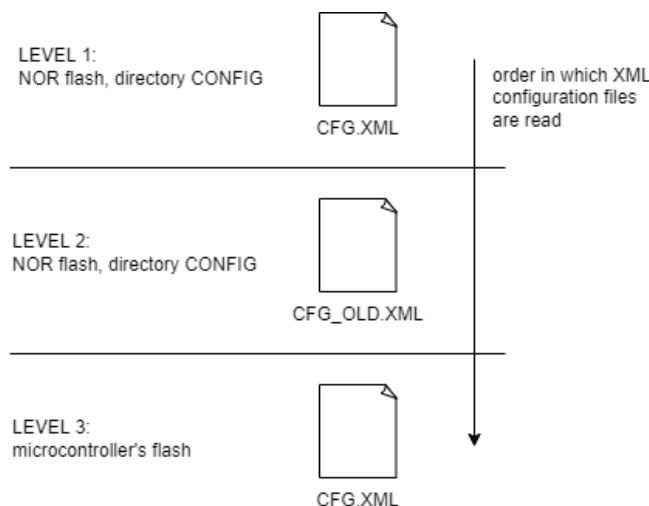 LEVEL 1:
NOR flash, directory CONFIG
CFG.XML
order in which XML
configuration files
are read
LEVEL 2:
NOR flash, directory CONFIG
CFG_OLD.XML
LEVEL 3:
microcontroller's flash
CFG.XML